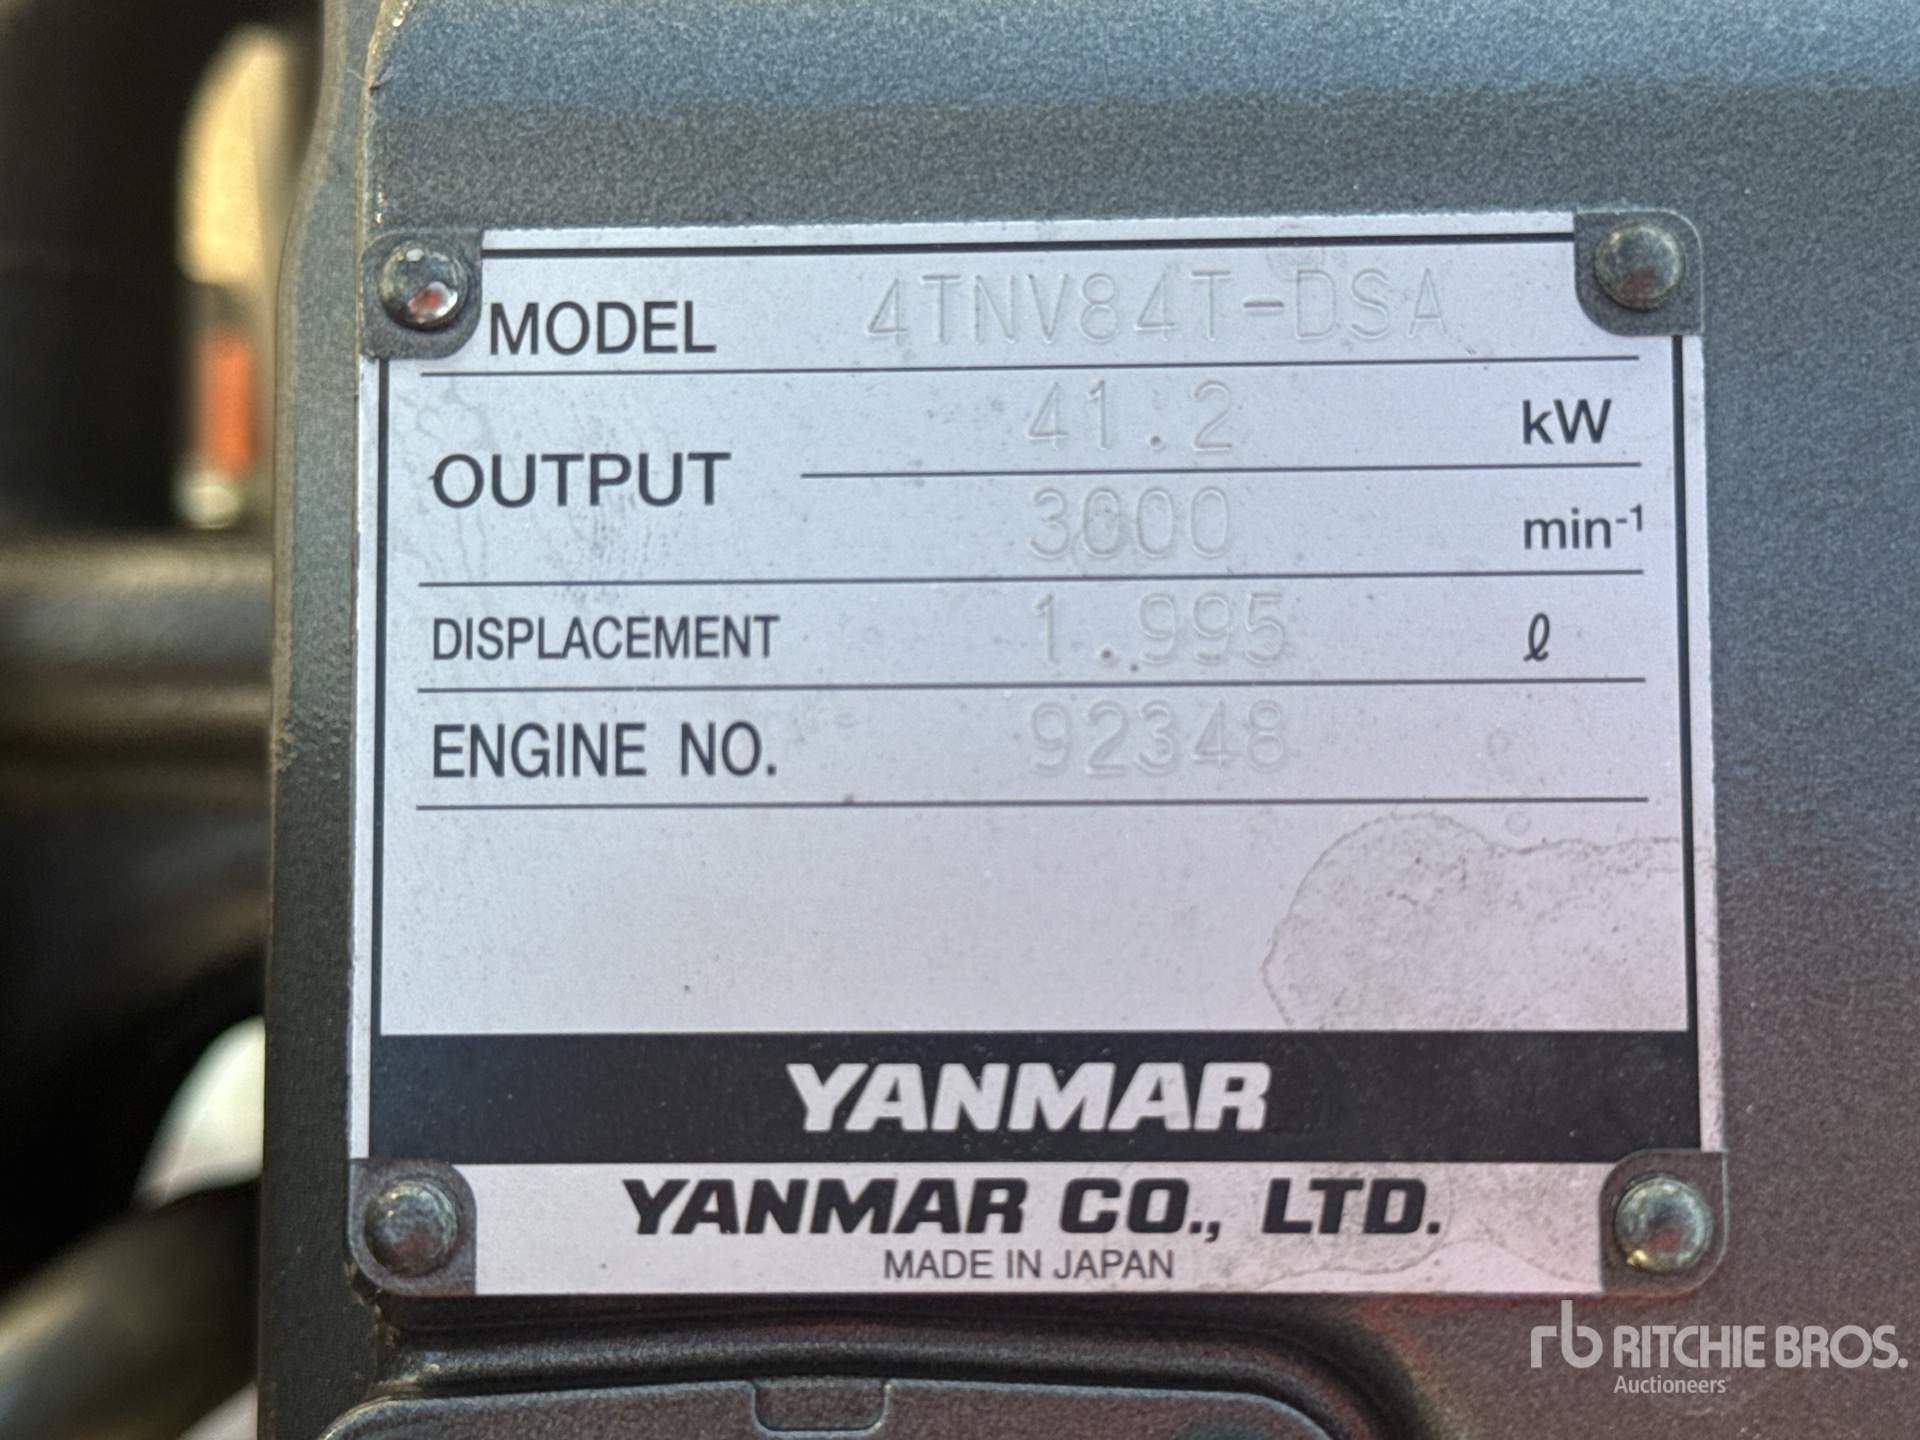 MODEL 4TNV84T-DSA
OUTPUT 41.2 kW
3000 min-1
DISPLACEMENT 1.995 ℓ
ENGINE NO. 92348
YANMAR
YANMAR CO., LTD.
MADE IN JAPAN
rb RITCHIE BROS.
Auctioneers